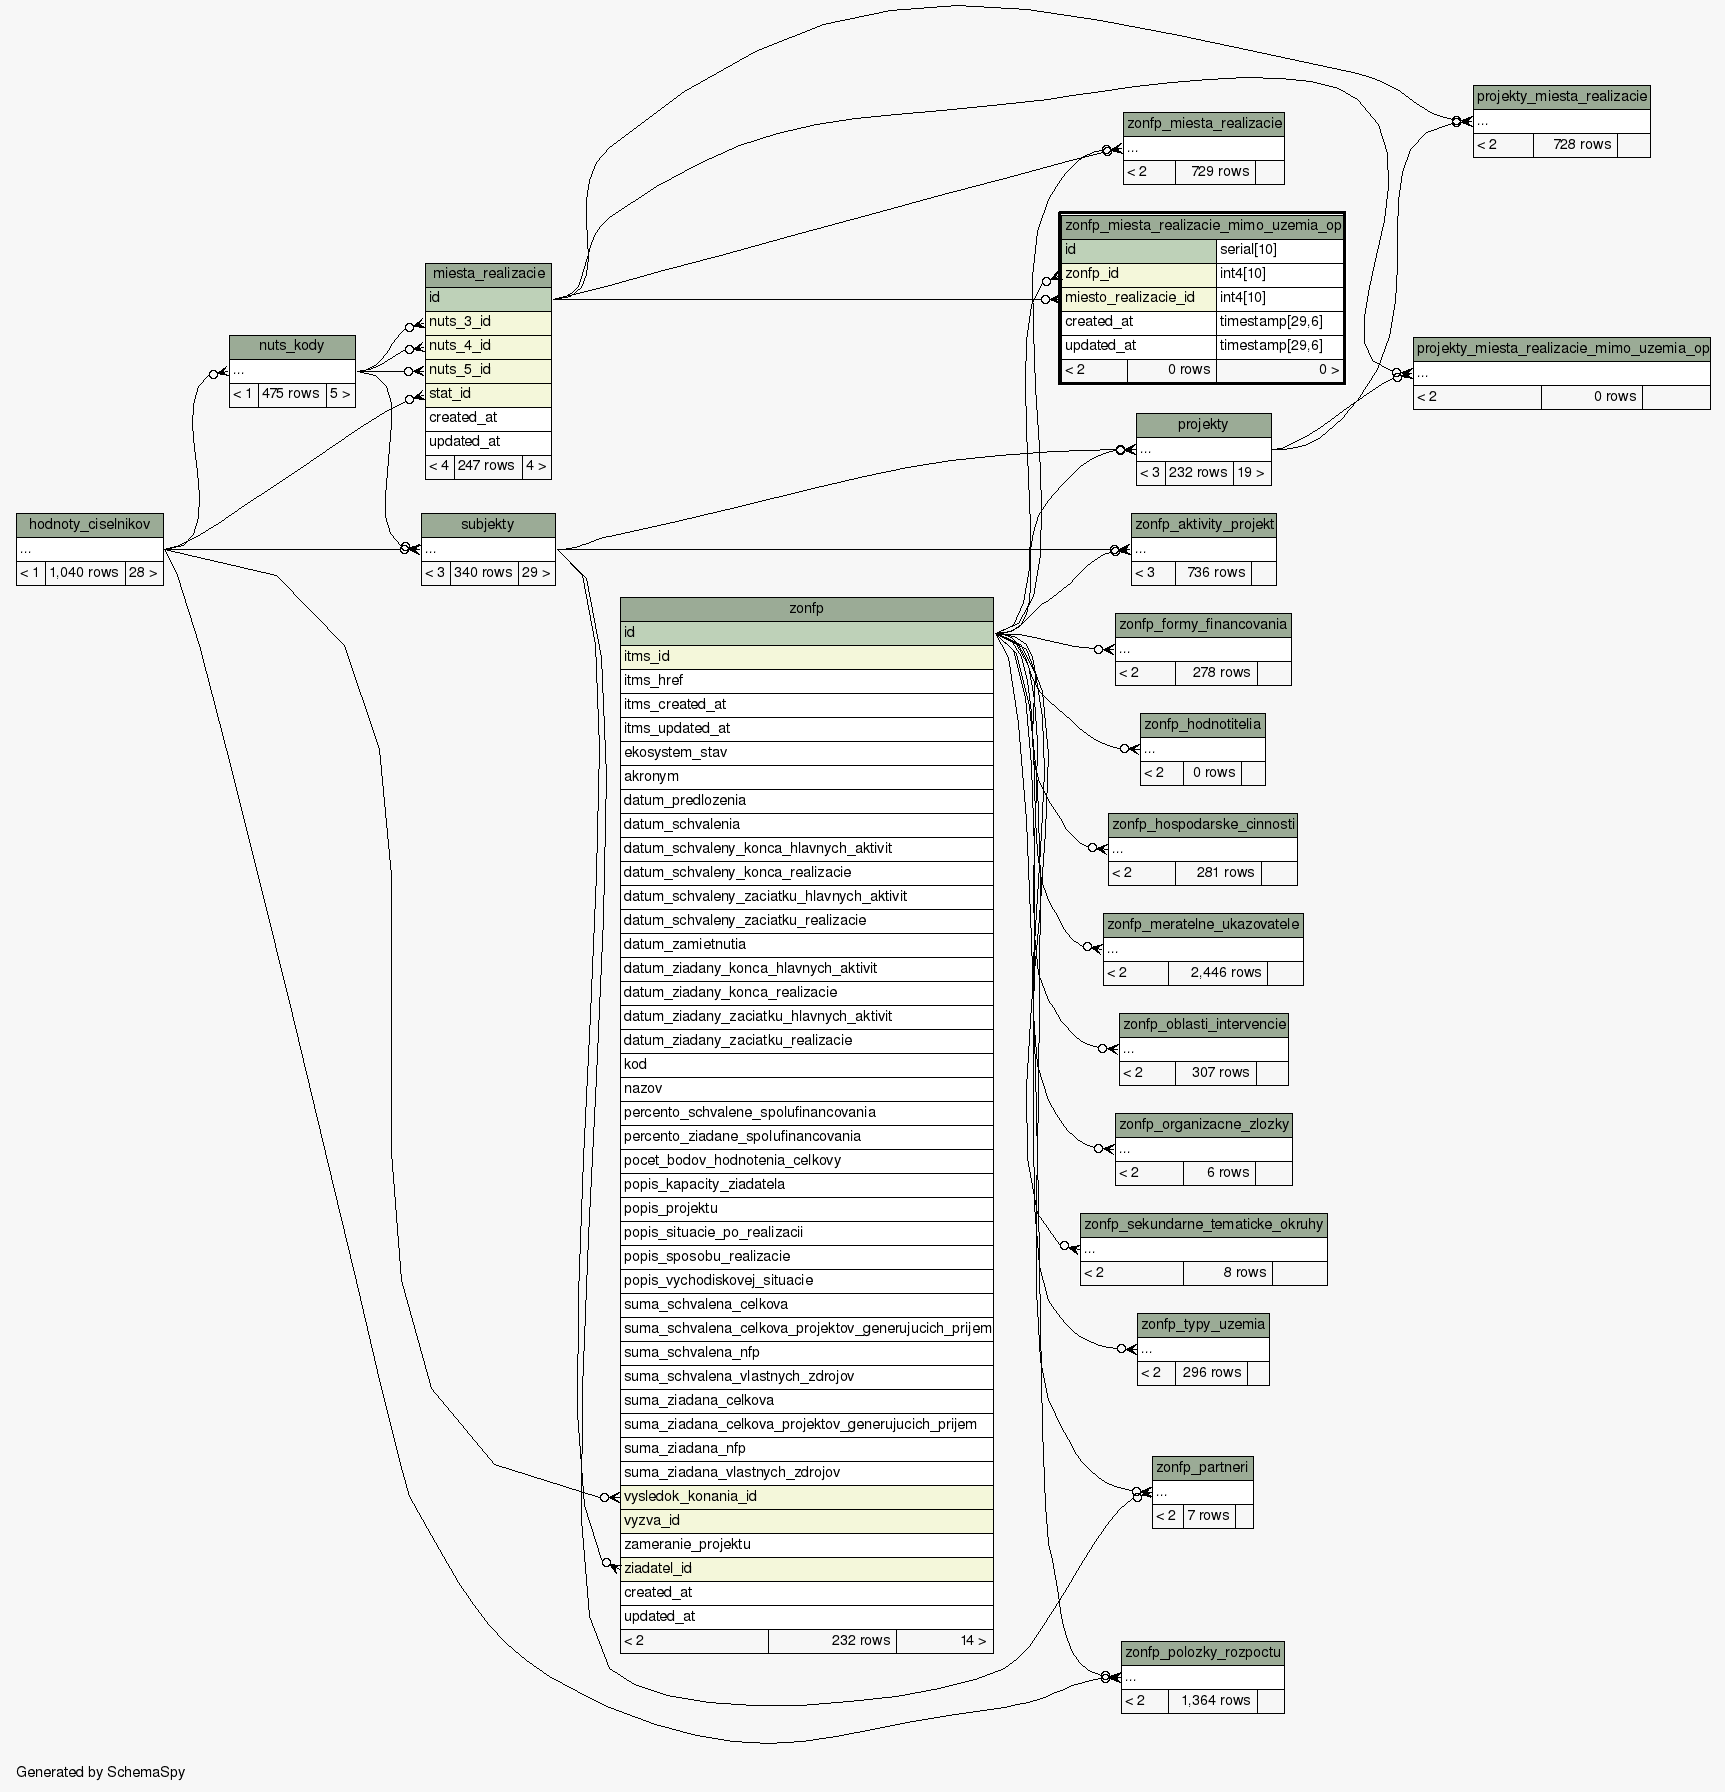 projekty_miesta_realizacie
...
< 2 728 rows
zonfp_miesta_realizacie
...
< 2 729 rows
zonfp_miesta_realizacie_mimo_uzemia_op
id serial[10]
zonfp_id int4[10]
miesto_realizacie_id int4[10]
created_at timestamp[29,6]
updated_at timestamp[29,6]
< 2 0 rows 0 >
miesta_realizacie
id
nuts_3_id
nuts_4_id
nuts_5_id
stat_id
created_at
updated_at
< 4 247 rows 4 >
nuts_kody
...
< 1 475 rows 5 >
projekty_miesta_realizacie_mimo_uzemia_op
...
< 2 0 rows
projekty
...
< 3 232 rows 19 >
hodnoty_ciselnikov
...
< 1 1,040 rows 28 >
subjekty
...
< 3 340 rows 29 >
zonfp_aktivity_projekt
...
< 3 736 rows
zonfp
id
itms_id
itms_href
itms_created_at
itms_updated_at
ekosystem_stav
akronym
datum_predlozenia
datum_schvalenia
datum_schvaleny_konca_hlavnych_aktivit
datum_schvaleny_konca_realizacie
datum_schvaleny_zaciatku_hlavnych_aktivit
datum_schvaleny_zaciatku_realizacie
datum_zamietnutia
datum_ziadany_konca_hlavnych_aktivit
datum_ziadany_konca_realizacie
datum_ziadany_zaciatku_hlavnych_aktivit
datum_ziadany_zaciatku_realizacie
kod
nazov
percento_schvalene_spolufinancovania
percento_ziadane_spolufinancovania
pocet_bodov_hodnotenia_celkovy
popis_kapacity_ziadatela
popis_projektu
popis_situacie_po_realizacii
popis_sposobu_realizacie
popis_vychodiskovej_situacie
suma_schvalena_celkova
suma_schvalena_celkova_projektov_generujucich_prijem
suma_schvalena_nfp
suma_schvalena_vlastnych_zdrojov
suma_ziadana_celkova
suma_ziadana_celkova_projektov_generujucich_prijem
suma_ziadana_nfp
suma_ziadana_vlastnych_zdrojov
vysledok_konania_id
vyzva_id
zameranie_projektu
ziadatel_id
created_at
updated_at
< 2 232 rows 14 >
zonfp_formy_financovania
...
< 2 278 rows
zonfp_hodnotitelia
...
< 2 0 rows
zonfp_hospodarske_cinnosti
...
< 2 281 rows
zonfp_meratelne_ukazovatele
...
< 2 2,446 rows
zonfp_oblasti_intervencie
...
< 2 307 rows
zonfp_organizacne_zlozky
...
< 2 6 rows
zonfp_sekundarne_tematicke_okruhy
...
< 2 8 rows
zonfp_typy_uzemia
...
< 2 296 rows
zonfp_partneri
...
< 2 7 rows
zonfp_polozky_rozpoctu
...
< 2 1,364 rows
Generated by SchemaSpy